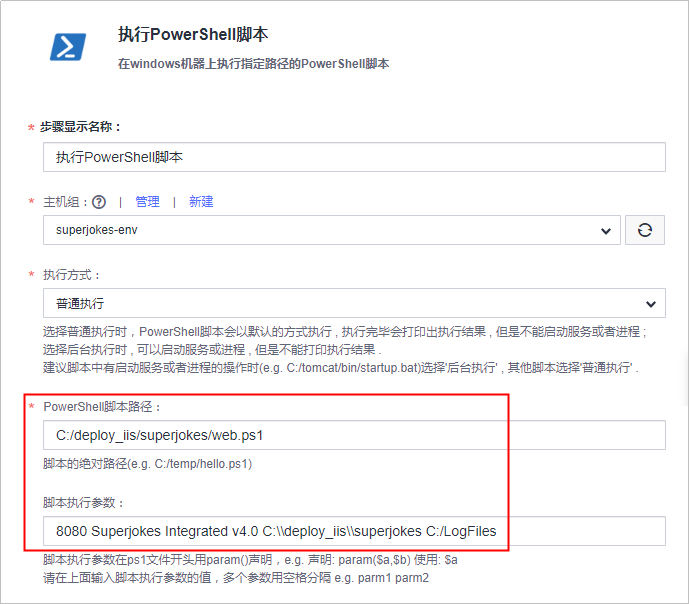 执行PowerShell脚本
在windows机器上执行指定路径的PowerShell脚本
* 步骤显示名称：
执行PowerShell脚本
* 主机组：? | 管理 | 新建
superjokes-env
* 执行方式：
普通执行
选择普通执行时，PowerShell脚本会以默认的方式执行 , 执行完毕会打印出执行结果 , 但是不能启动服务或者进程 ;
选择后台执行时 , 可以启动服务或进程 , 但是不能打印执行结果 .
建议脚本中有启动服务或者进程的操作时(e.g. C:/tomcat/bin/startup.bat)选择'后台执行' , 其他脚本选择'普通执行' .
* PowerShell脚本路径：
C:/deploy_iis/superjokes/web.ps1
脚本的绝对路径(e.g. C:/temp/hello.ps1)
脚本执行参数：
8080 Superjokes Integrated v4.0 C:\\deploy_iis\\superjokes C:/LogFiles
脚本执行参数在ps1文件开头用param()声明，e.g. 声明: param($a,$b) 使用: $a
请在上面输入脚本执行参数的值，多个参数用空格分隔 e.g. parm1 parm2